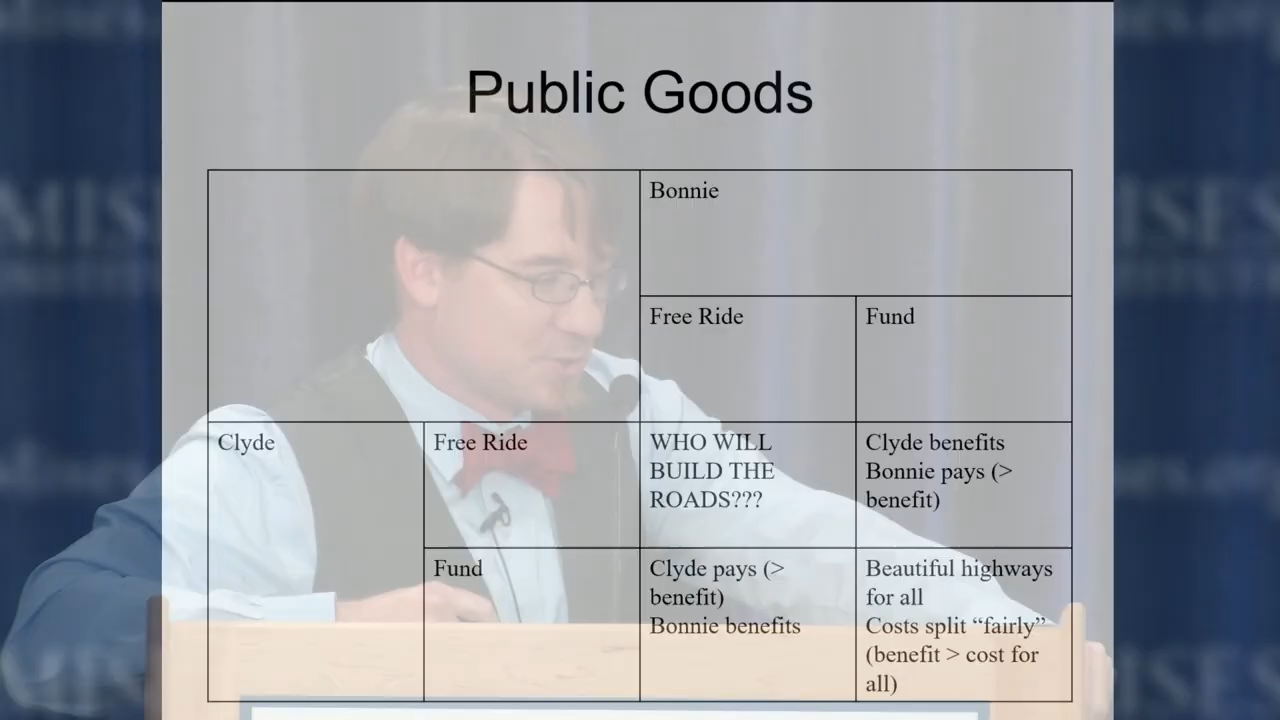 Public Goods
Bonnie
Free Ride
Fund
Clyde
Free Ride
WHO WILL
BUILD THE
ROADS???
Clyde benefits
Bonnie pays (>
benefit)
Fund
Clyde pays (>
benefit)
Bonnie benefits
Beautiful highways
for all
Costs split “fairly”
(benefit > cost for
all)